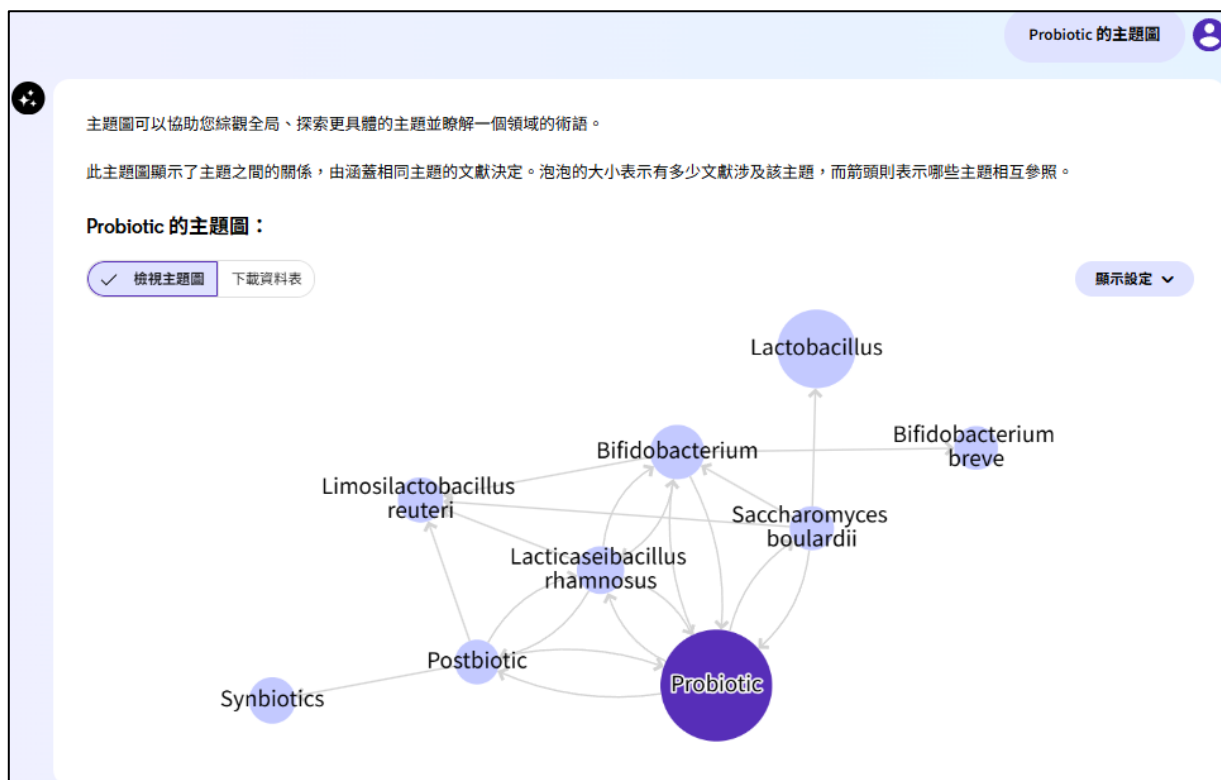 Probiotic 的主題圖
主題圖可以協助您綜觀全局、探索更具體的主題並瞭解一個領域的術語。
此主題圖顯示了主題之間的關係，由涵蓋相同主題的文獻決定。泡泡的大小表示有多少文獻涉及該主題，而箭頭則表示哪些主題相互參照。
Probiotic 的主題圖：
檢視主題圖
下載資料表
顯示設定
Lactobacillus
Bifidobacterium
breve
Bifidobacterium
Limosilactobacillus
reuteri
Saccharomyces
boulardii
Lacticaseibacillus
rhamnosus
Postbiotic
Probiotic
Synbiotics